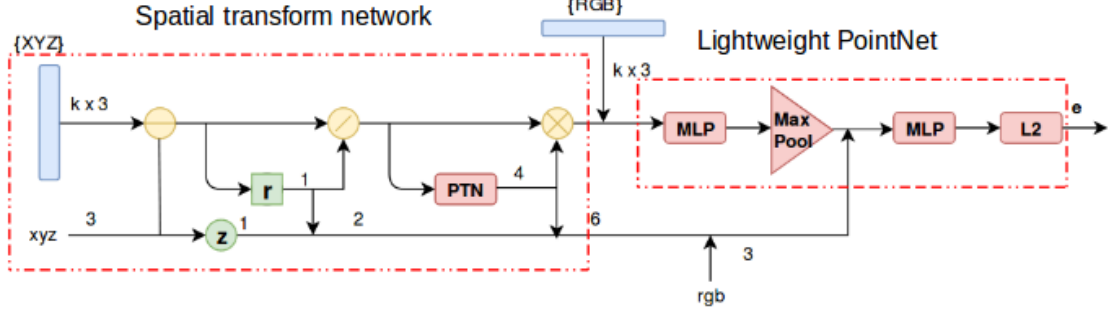 Spatial transform network
{RGB}
{XYZ}
Lightweight PointNet
k x 3
k x 3
MLP
Max
Pool
MLP
L2
e
r
1
PTN
4
xyz
3
z
1
2
6
3
rgb